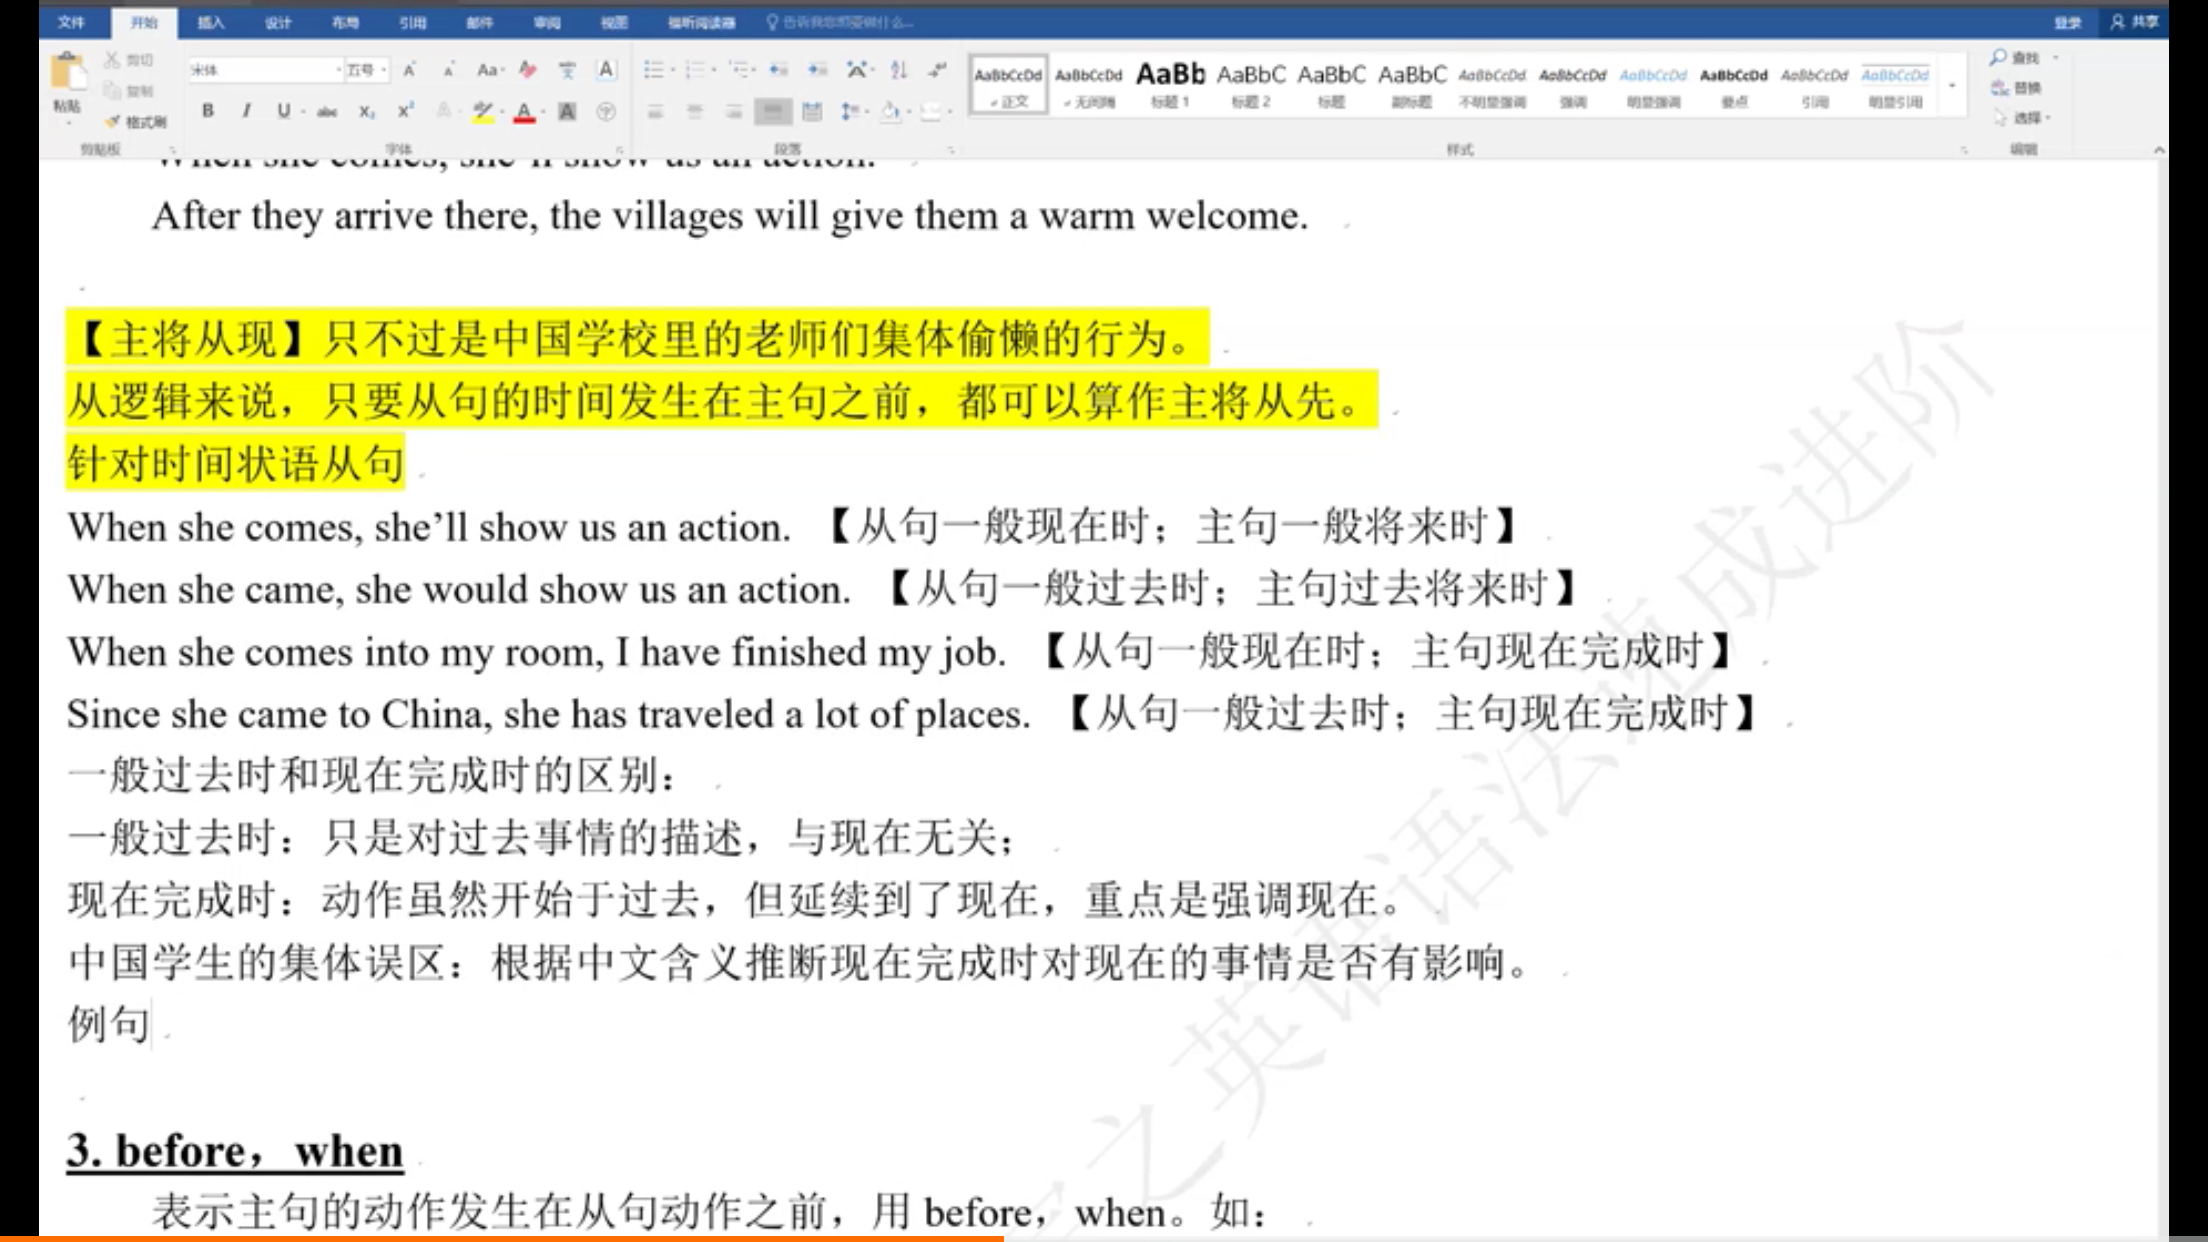 文件 开始 插入 设计 布局 引用 邮件 审阅 视图 福昕阅读器 告诉我您想要做什么... 登录 共享
剪切 宋体 五号 查找
粘贴 复制 替换
格式刷 选择
AaBbCcDd AaBbCcDd AaBb AaBbC AaBbC AaBbC AaBbCcDd AaBbCcDd AaBbCcDd AaBbCcDd AaBbCcDd AaBbCcDd
正文 无间隔 标题 1 标题 2 标题 副标题 不明显强调 强调 明显强调 要点 引用 明显引用
剪贴板 字体 段落 样式 编辑
When she comes, she'll show us an action.
After they arrive there, the villages will give them a warm welcome.
【主将从现】只不过是中国学校里的老师们集体偷懒的行为。
从逻辑来说，只要从句的时间发生在主句之前，都可以算作主将从先。
针对时间状语从句
When she comes, she’ll show us an action. 【从句一般现在时；主句一般将来时】
When she came, she would show us an action. 【从句一般过去时；主句过去将来时】
When she comes into my room, I have finished my job. 【从句一般现在时；主句现在完成时】
Since she came to China, she has traveled a lot of places. 【从句一般过去时；主句现在完成时】
一般过去时和现在完成时的区别：
一般过去时：只是对过去事情的描述，与现在无关；
现在完成时：动作虽然开始于过去，但延续到了现在，重点是强调现在。
中国学生的集体误区：根据中文含义推断现在完成时对现在的事情是否有影响。
例句
3. before，when
表示主句的动作发生在从句动作之前，用 before，when。如：
之英语语法速成进阶